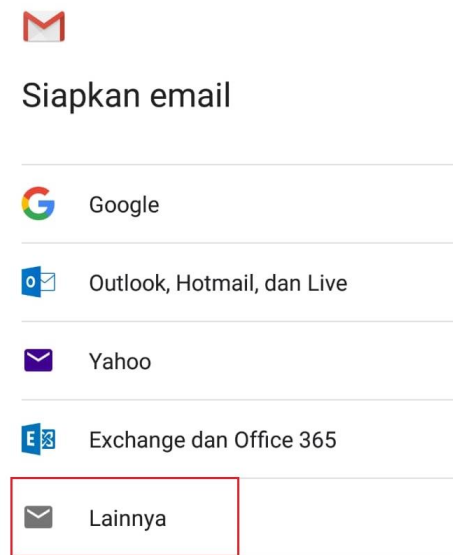 Siapkan email
Google
Outlook, Hotmail, dan Live
Yahoo
Exchange dan Office 365
Lainnya